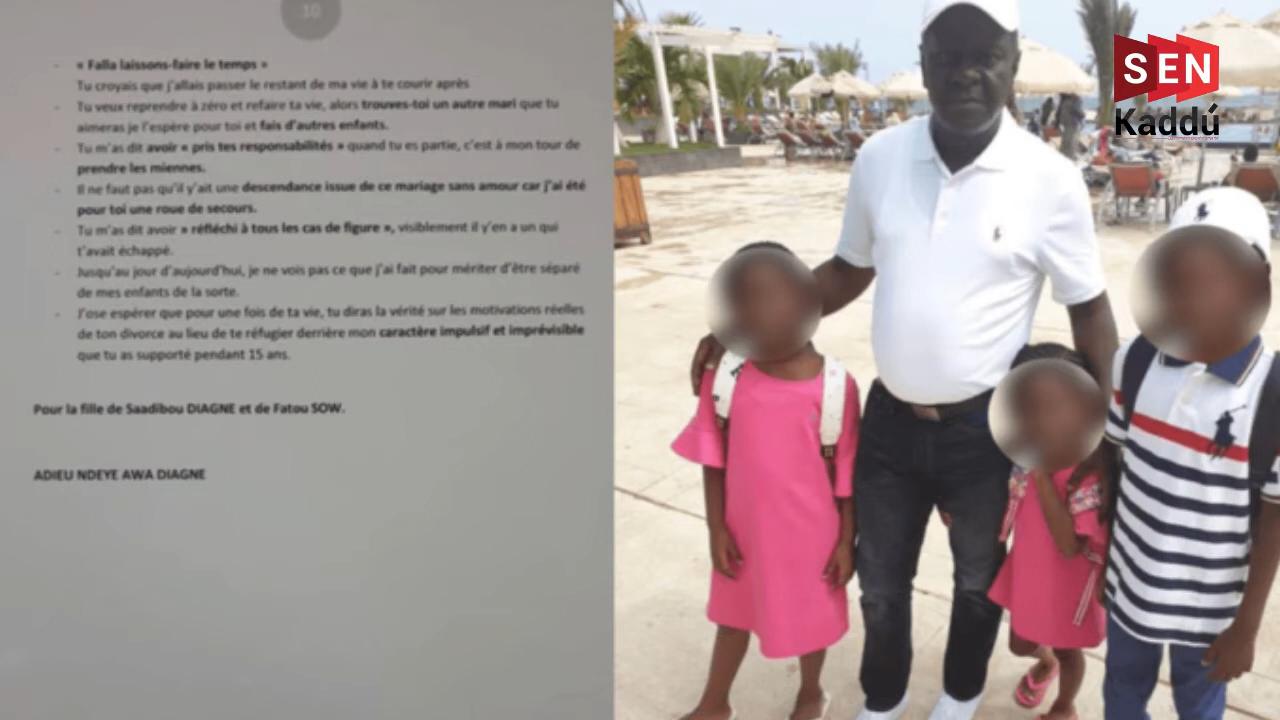 10
- « Falla laissons-faire le temps »
Tu croyais que j'allais passer le restant de ma vie à te courir après
- Tu veux reprendre à zéro et refaire ta vie, alors trouves-toi un autre mari que tu
aimeras je l'espère pour toi et fais d'autres enfants.
- Tu m'as dit avoir « pris tes responsabilités » quand tu es partie, c'est à mon tour de
prendre les miennes.
- Il ne faut pas qu'il y'ait une descendance issue de ce mariage sans amour car j'ai été
pour toi une roue de secours.
- Tu m'as dit avoir » réfléchi à tous les cas de figure », visiblement il y'en a un qui
t'avait échappé.
- Jusqu'au jour d'aujourd'hui, je ne vois pas ce que j'ai fait pour mériter d'être séparé
de mes enfants de la sorte.
- J'ose espérer que pour une fois de ta vie, tu diras la vérité sur les motivations réelles
de ton divorce au lieu de te réfugier derrière mon caractère impulsif et imprévisible
que tu as supporté pendant 15 ans.
Pour la fille de Saadibou DIAGNE et de Fatou SOW.
ADIEU NDEYE AWA DIAGNE
SEN
Kaddú